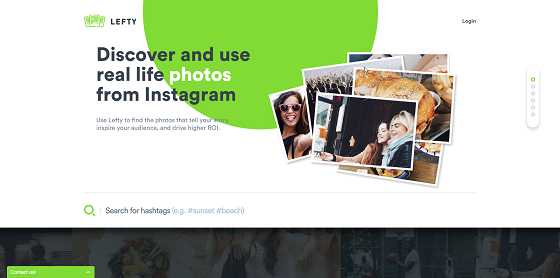 LEFTY
Login
Discover and use
real life photos
from Instagram
Use Lefty to find the photos that tell your story,
inspire your audience, and drive higher ROI.
Search for hashtags (e.g. #sunset #beach)
Contact us!